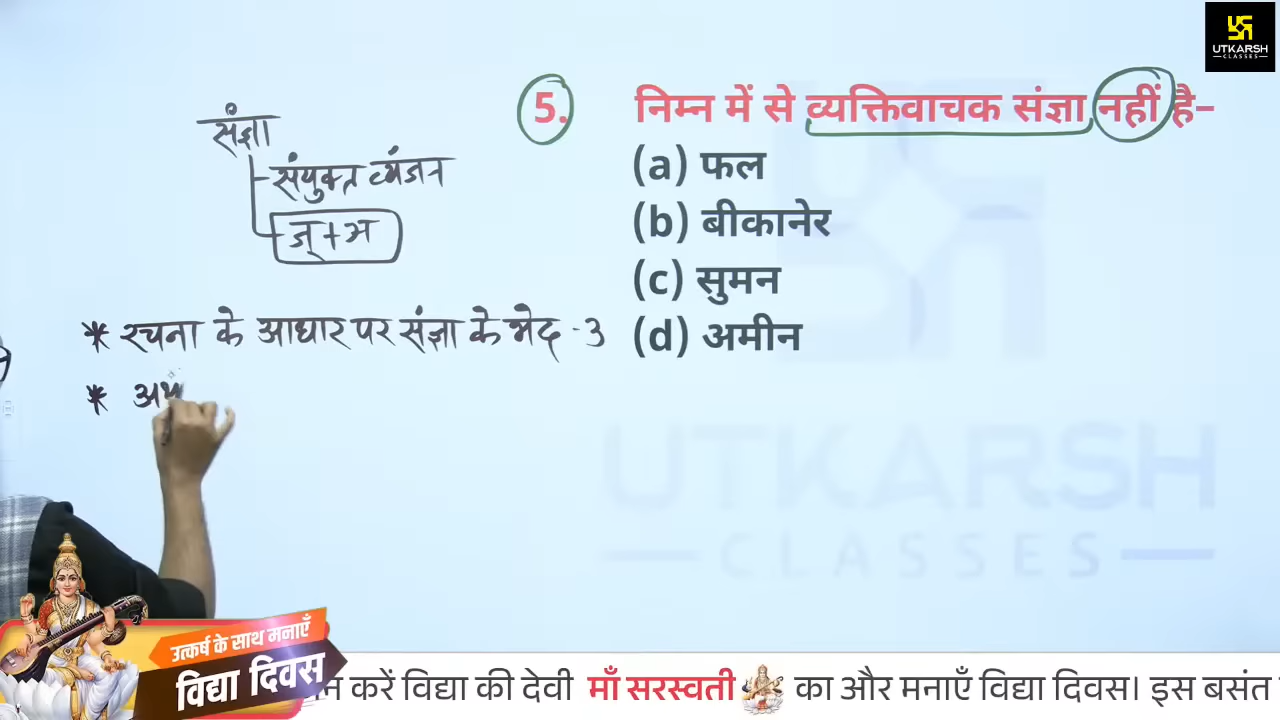 UTKARSH
CLASSES
संज्ञा
संयुक्त व्यंजन
ज् + ञ
5. निम्न में से व्यक्तिवाचक संज्ञा नहीं है–
(a) फल
(b) बीकानेर
(c) सुमन
(d) अमीन
* रचना के आधार पर संज्ञा के भेद - 3
*
UTKARSH
CLASSES
उत्कर्ष के साथ मनाएँ
विद्या दिवस
करें विद्या की देवी माँ सरस्वती का और मनाएँ विद्या दिवस। इस बसंत